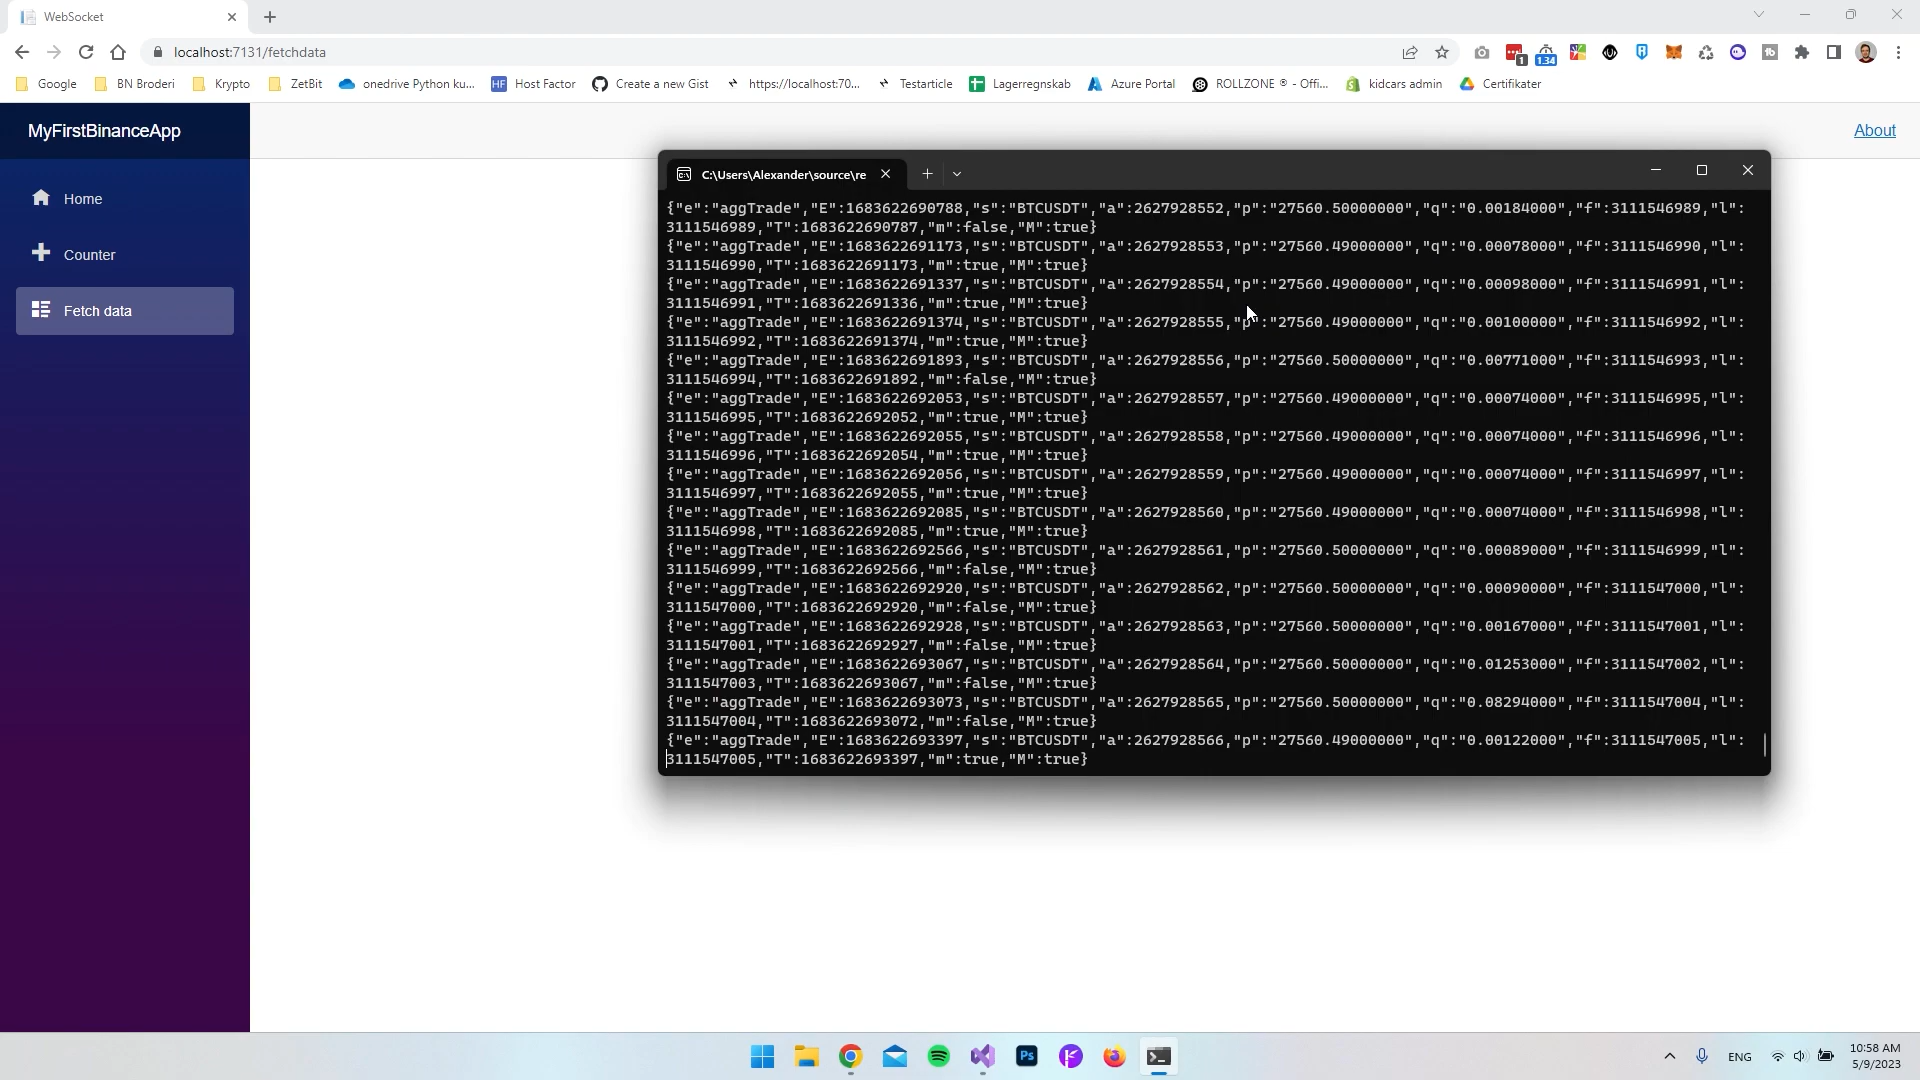 WebSocket
localhost:7131/fetchdata
1
1.34
Google
BN Broderi
Krypto
ZetBit
onedrive Python ku...
HF
Host Factor
Create a new Gist
https://localhost:70...
Testarticle
Lagerregnskab
Azure Portal
ROLLZONE ® - Offi...
kidcars admin
Certifikater
MyFirstBinanceApp
About
Home
Counter
Fetch data
C:\Users\Alexander\source\re
{"e":"aggTrade","E":1683622690788,"s":"BTCUSDT","a":2627928552,"p":"27560.50000000","q":"0.00184000","f":3111546989,"l":
3111546989,"T":1683622690787,"m":false,"M":true}
{"e":"aggTrade","E":1683622691173,"s":"BTCUSDT","a":2627928553,"p":"27560.49000000","q":"0.00078000","f":3111546990,"l":
3111546990,"T":1683622691173,"m":true,"M":true}
{"e":"aggTrade","E":1683622691337,"s":"BTCUSDT","a":2627928554,"p":"27560.49000000","q":"0.00098000","f":3111546991,"l":
3111546991,"T":1683622691336,"m":true,"M":true}
{"e":"aggTrade","E":1683622691374,"s":"BTCUSDT","a":2627928555,"p":"27560.49000000","q":"0.00100000","f":3111546992,"l":
3111546992,"T":1683622691374,"m":true,"M":true}
{"e":"aggTrade","E":1683622691893,"s":"BTCUSDT","a":2627928556,"p":"27560.50000000","q":"0.00771000","f":3111546993,"l":
3111546994,"T":1683622691892,"m":false,"M":true}
{"e":"aggTrade","E":1683622692053,"s":"BTCUSDT","a":2627928557,"p":"27560.49000000","q":"0.00074000","f":3111546995,"l":
3111546995,"T":1683622692052,"m":true,"M":true}
{"e":"aggTrade","E":1683622692055,"s":"BTCUSDT","a":2627928558,"p":"27560.49000000","q":"0.00074000","f":3111546996,"l":
3111546996,"T":1683622692054,"m":true,"M":true}
{"e":"aggTrade","E":1683622692056,"s":"BTCUSDT","a":2627928559,"p":"27560.49000000","q":"0.00074000","f":3111546997,"l":
3111546997,"T":1683622692055,"m":true,"M":true}
{"e":"aggTrade","E":1683622692085,"s":"BTCUSDT","a":2627928560,"p":"27560.49000000","q":"0.00074000","f":3111546998,"l":
3111546998,"T":1683622692085,"m":true,"M":true}
{"e":"aggTrade","E":1683622692566,"s":"BTCUSDT","a":2627928561,"p":"27560.50000000","q":"0.00089000","f":3111546999,"l":
3111546999,"T":1683622692566,"m":false,"M":true}
{"e":"aggTrade","E":1683622692920,"s":"BTCUSDT","a":2627928562,"p":"27560.50000000","q":"0.00090000","f":3111547000,"l":
3111547000,"T":1683622692920,"m":false,"M":true}
{"e":"aggTrade","E":1683622692928,"s":"BTCUSDT","a":2627928563,"p":"27560.50000000","q":"0.00167000","f":3111547001,"l":
3111547001,"T":1683622692927,"m":false,"M":true}
{"e":"aggTrade","E":1683622693067,"s":"BTCUSDT","a":2627928564,"p":"27560.50000000","q":"0.01253000","f":3111547002,"l":
3111547003,"T":1683622693067,"m":false,"M":true}
{"e":"aggTrade","E":1683622693073,"s":"BTCUSDT","a":2627928565,"p":"27560.50000000","q":"0.08294000","f":3111547004,"l":
3111547004,"T":1683622693072,"m":false,"M":true}
{"e":"aggTrade","E":1683622693397,"s":"BTCUSDT","a":2627928566,"p":"27560.49000000","q":"0.00122000","f":3111547005,"l":
3111547005,"T":1683622693397,"m":true,"M":true}
Ps
ENG
10:58 AM
5/9/2023